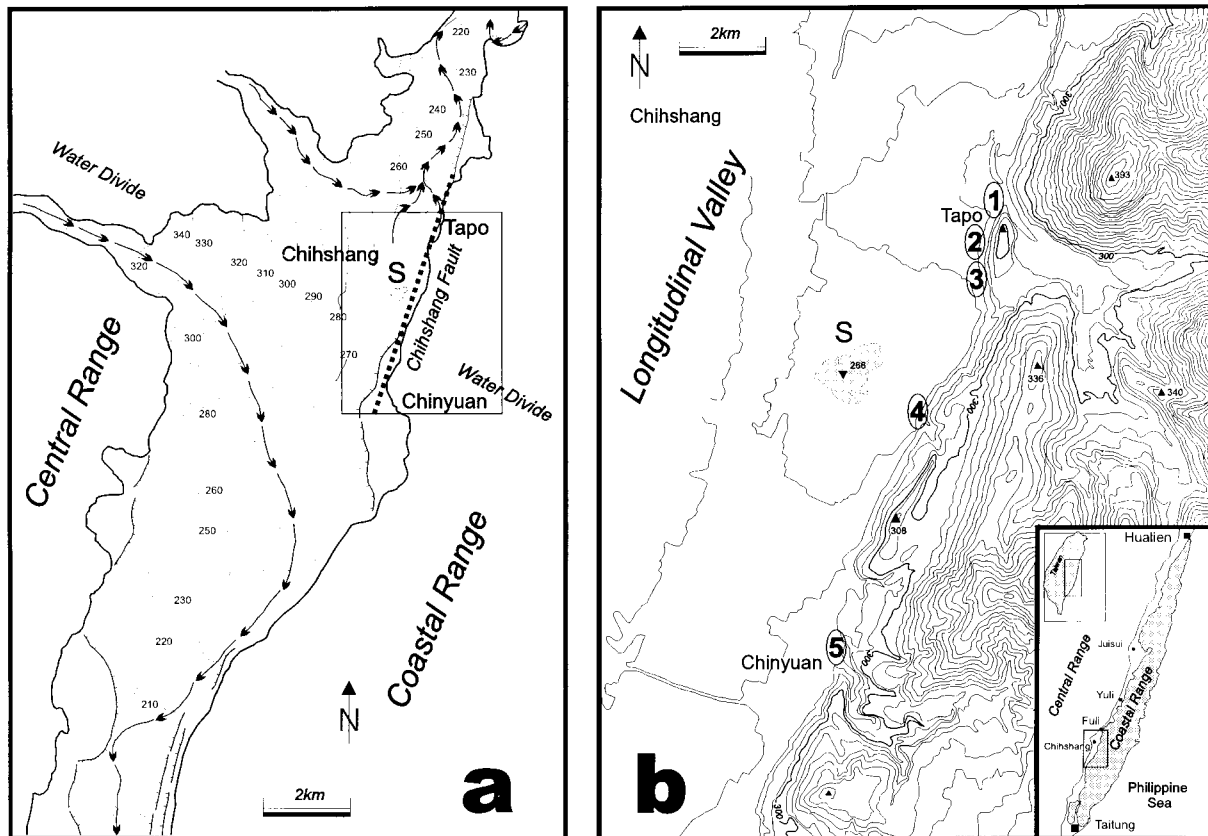 220
230
240
250
260
Water Divide
340
330
320
320
310
300
290
280
270
Chihshang
S
Tapo
Chihshang Fault
Water Divide
Chinyuan
300
280
260
250
230
220
210
Central Range
Coastal Range
N
2km
a
N
2km
b
Chihshang
300
393
1
Tapo
2
3
300
Longitudinal Valley
S
266
336
340
4
300
308
5
Chinyuan
300
300
Hualien
Taiwan
Juisui
Central Range
Yuli
Coastal Range
Fuli
Chihshang
Philippine
Sea
Taitung